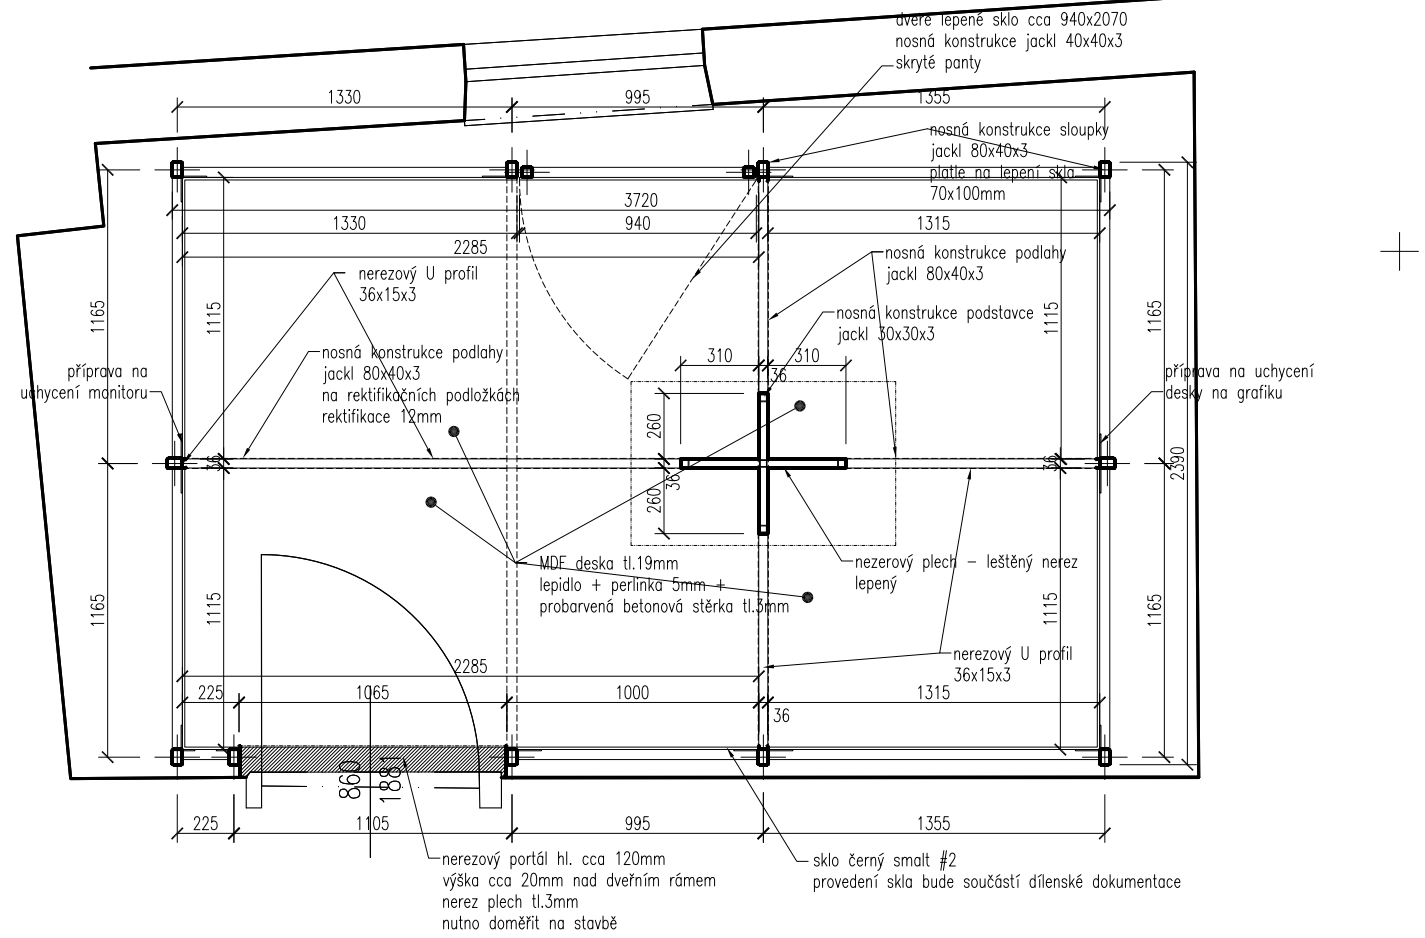 dveře lepené sklo cca 940x2070
nosná konstrukce jackl 40x40x3
skryté panty
1330
995
1355
nosná konstrukce sloupky
jackl 80x40x3
platle na lepení skla
70x100mm
3720
1330
940
1315
2285
nosná konstrukce podlahy
jackl 80x40x3
nerezový U profil
36x15x3
1165
1115
1115
1165
nosná konstrukce podstavce
jackl 30x30x3
nosná konstrukce podlahy
jackl 80x40x3
na rektifikačních podložkách
rektifikace 12mm
310
310
36
příprava na
uchycení monitoru
příprava na uchycení
desky na grafiku
260
36
36
36
260
2390
MDF deska tl.19mm
lepidlo + perlinka 5mm +
probarvená betonová stěrka tl.3mm
nezerový plech – leštěný nerez
lepený
1165
1115
1115
1165
nerezový U profil
36x15x3
2285
225
1065
1000
1315
36
860
1881
225
1105
995
1355
nerezový portál hl. cca 120mm
výška cca 20mm nad dveřním rámem
nerez plech tl.3mm
nutno doměřit na stavbě
sklo černý smalt #2
provedení skla bude součástí dílenské dokumentace